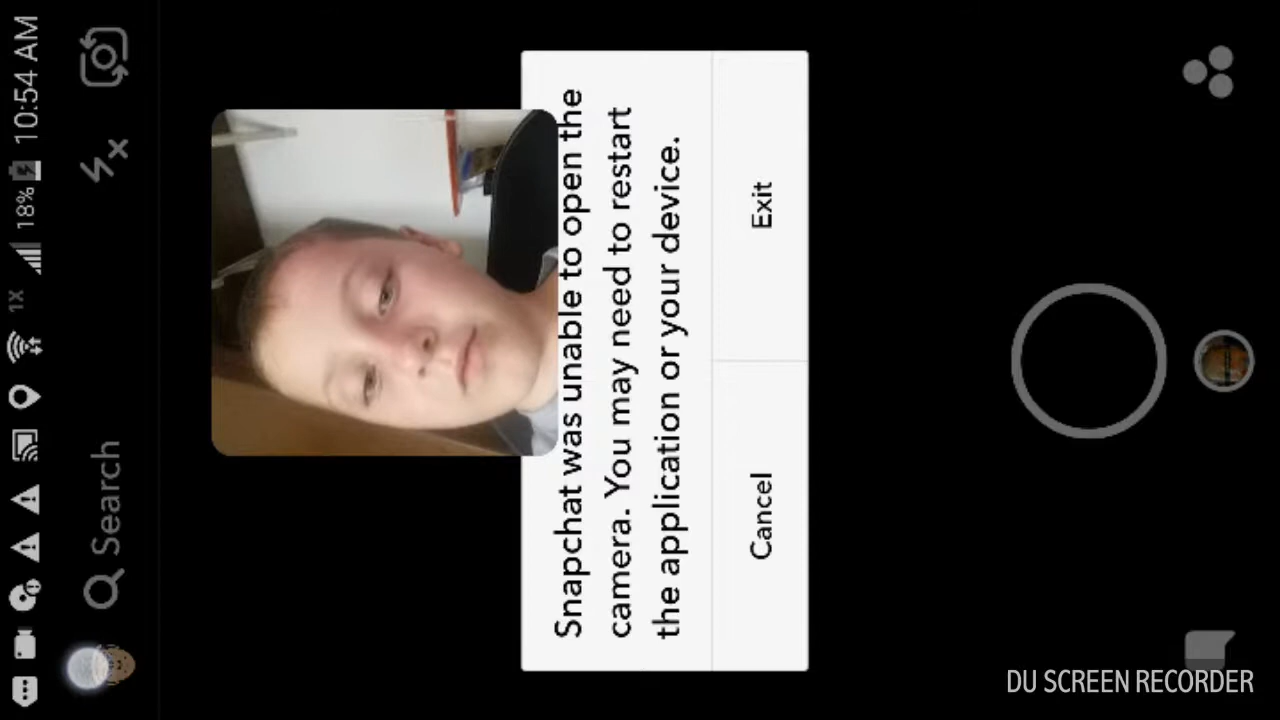 1X 18% 10:54 AM
Search
Snapchat was unable to open the
camera. You may need to restart
the application or your device.
Cancel Exit
DU SCREEN RECORDER